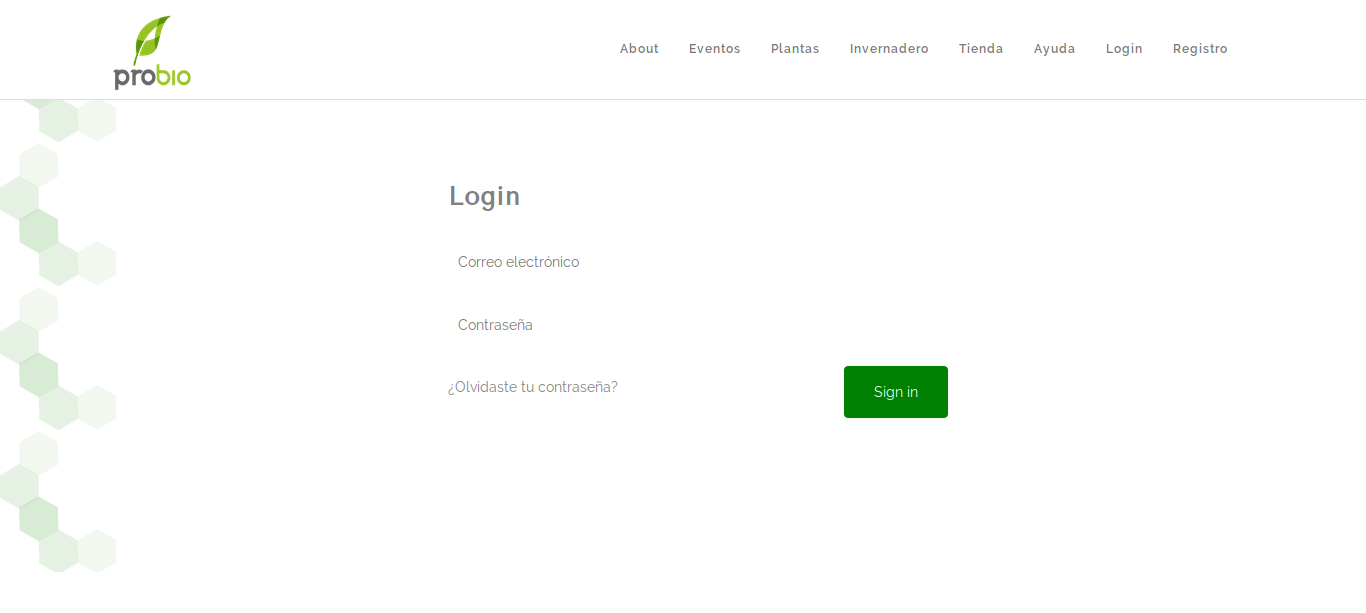 probio
About Eventos Plantas Invernadero Tienda Ayuda Login Registro
Login
Correo electrónico
Contraseña
¿Olvidaste tu contraseña? Sign in